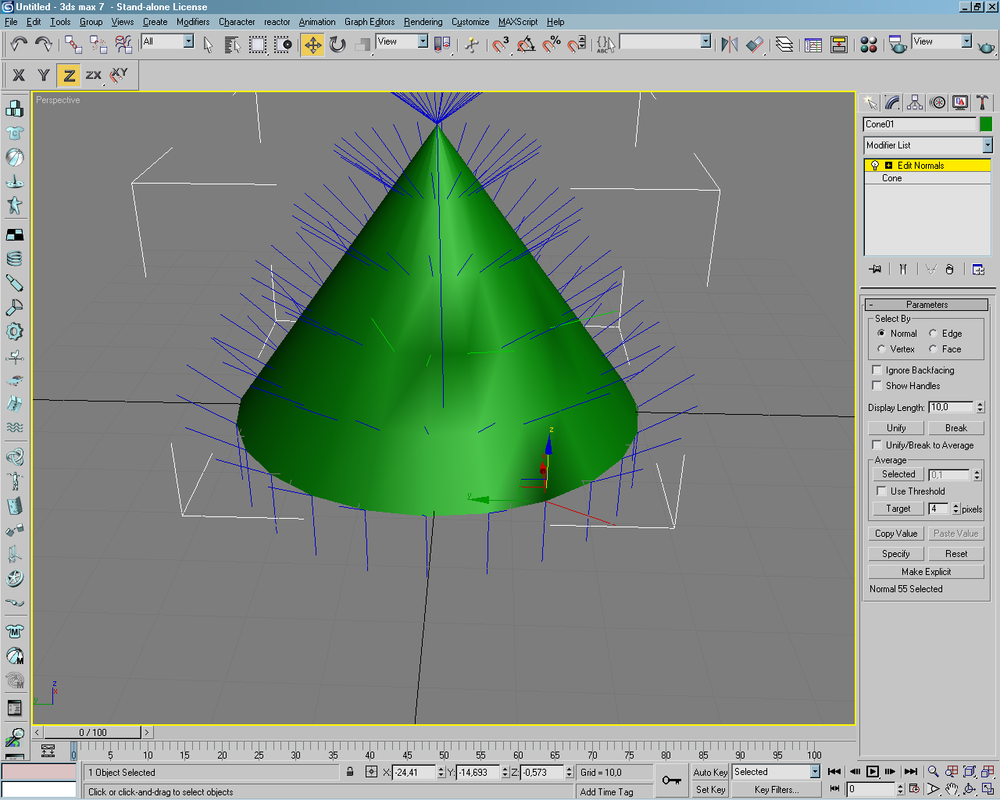 Untitled - 3ds max 7 - Stand-alone License
File Edit Tools Group Views Create Modifiers Character reactor Animation Graph Editors Rendering Customize MAXScript Help
All View 3 % ABC View
X Y Z ZX XY
Perspective
Cone01
Modifier List
Edit Normals
Cone
Parameters
Select By
Normal Edge
Vertex Face
Ignore Backfacing
Show Handles
Display Length: 10,0
Unify Break
Unify/Break to Average
Average
Selected 0,1
Use Threshold
Target 4 pixels
Copy Value Paste Value
Specify Reset
Make Explicit
Normal 55 Selected
z
y
z
x
y
0 / 100
0 5 10 15 20 25 30 35 40 45 50 55 60 65 70 75 80 85 90 95 100
1 Object Selected X: -24,41 Y: -14,693 Z: -0,573 Grid = 10,0 Auto Key Selected
Click or click-and-drag to select objects Add Time Tag Set Key Key Filters... 0